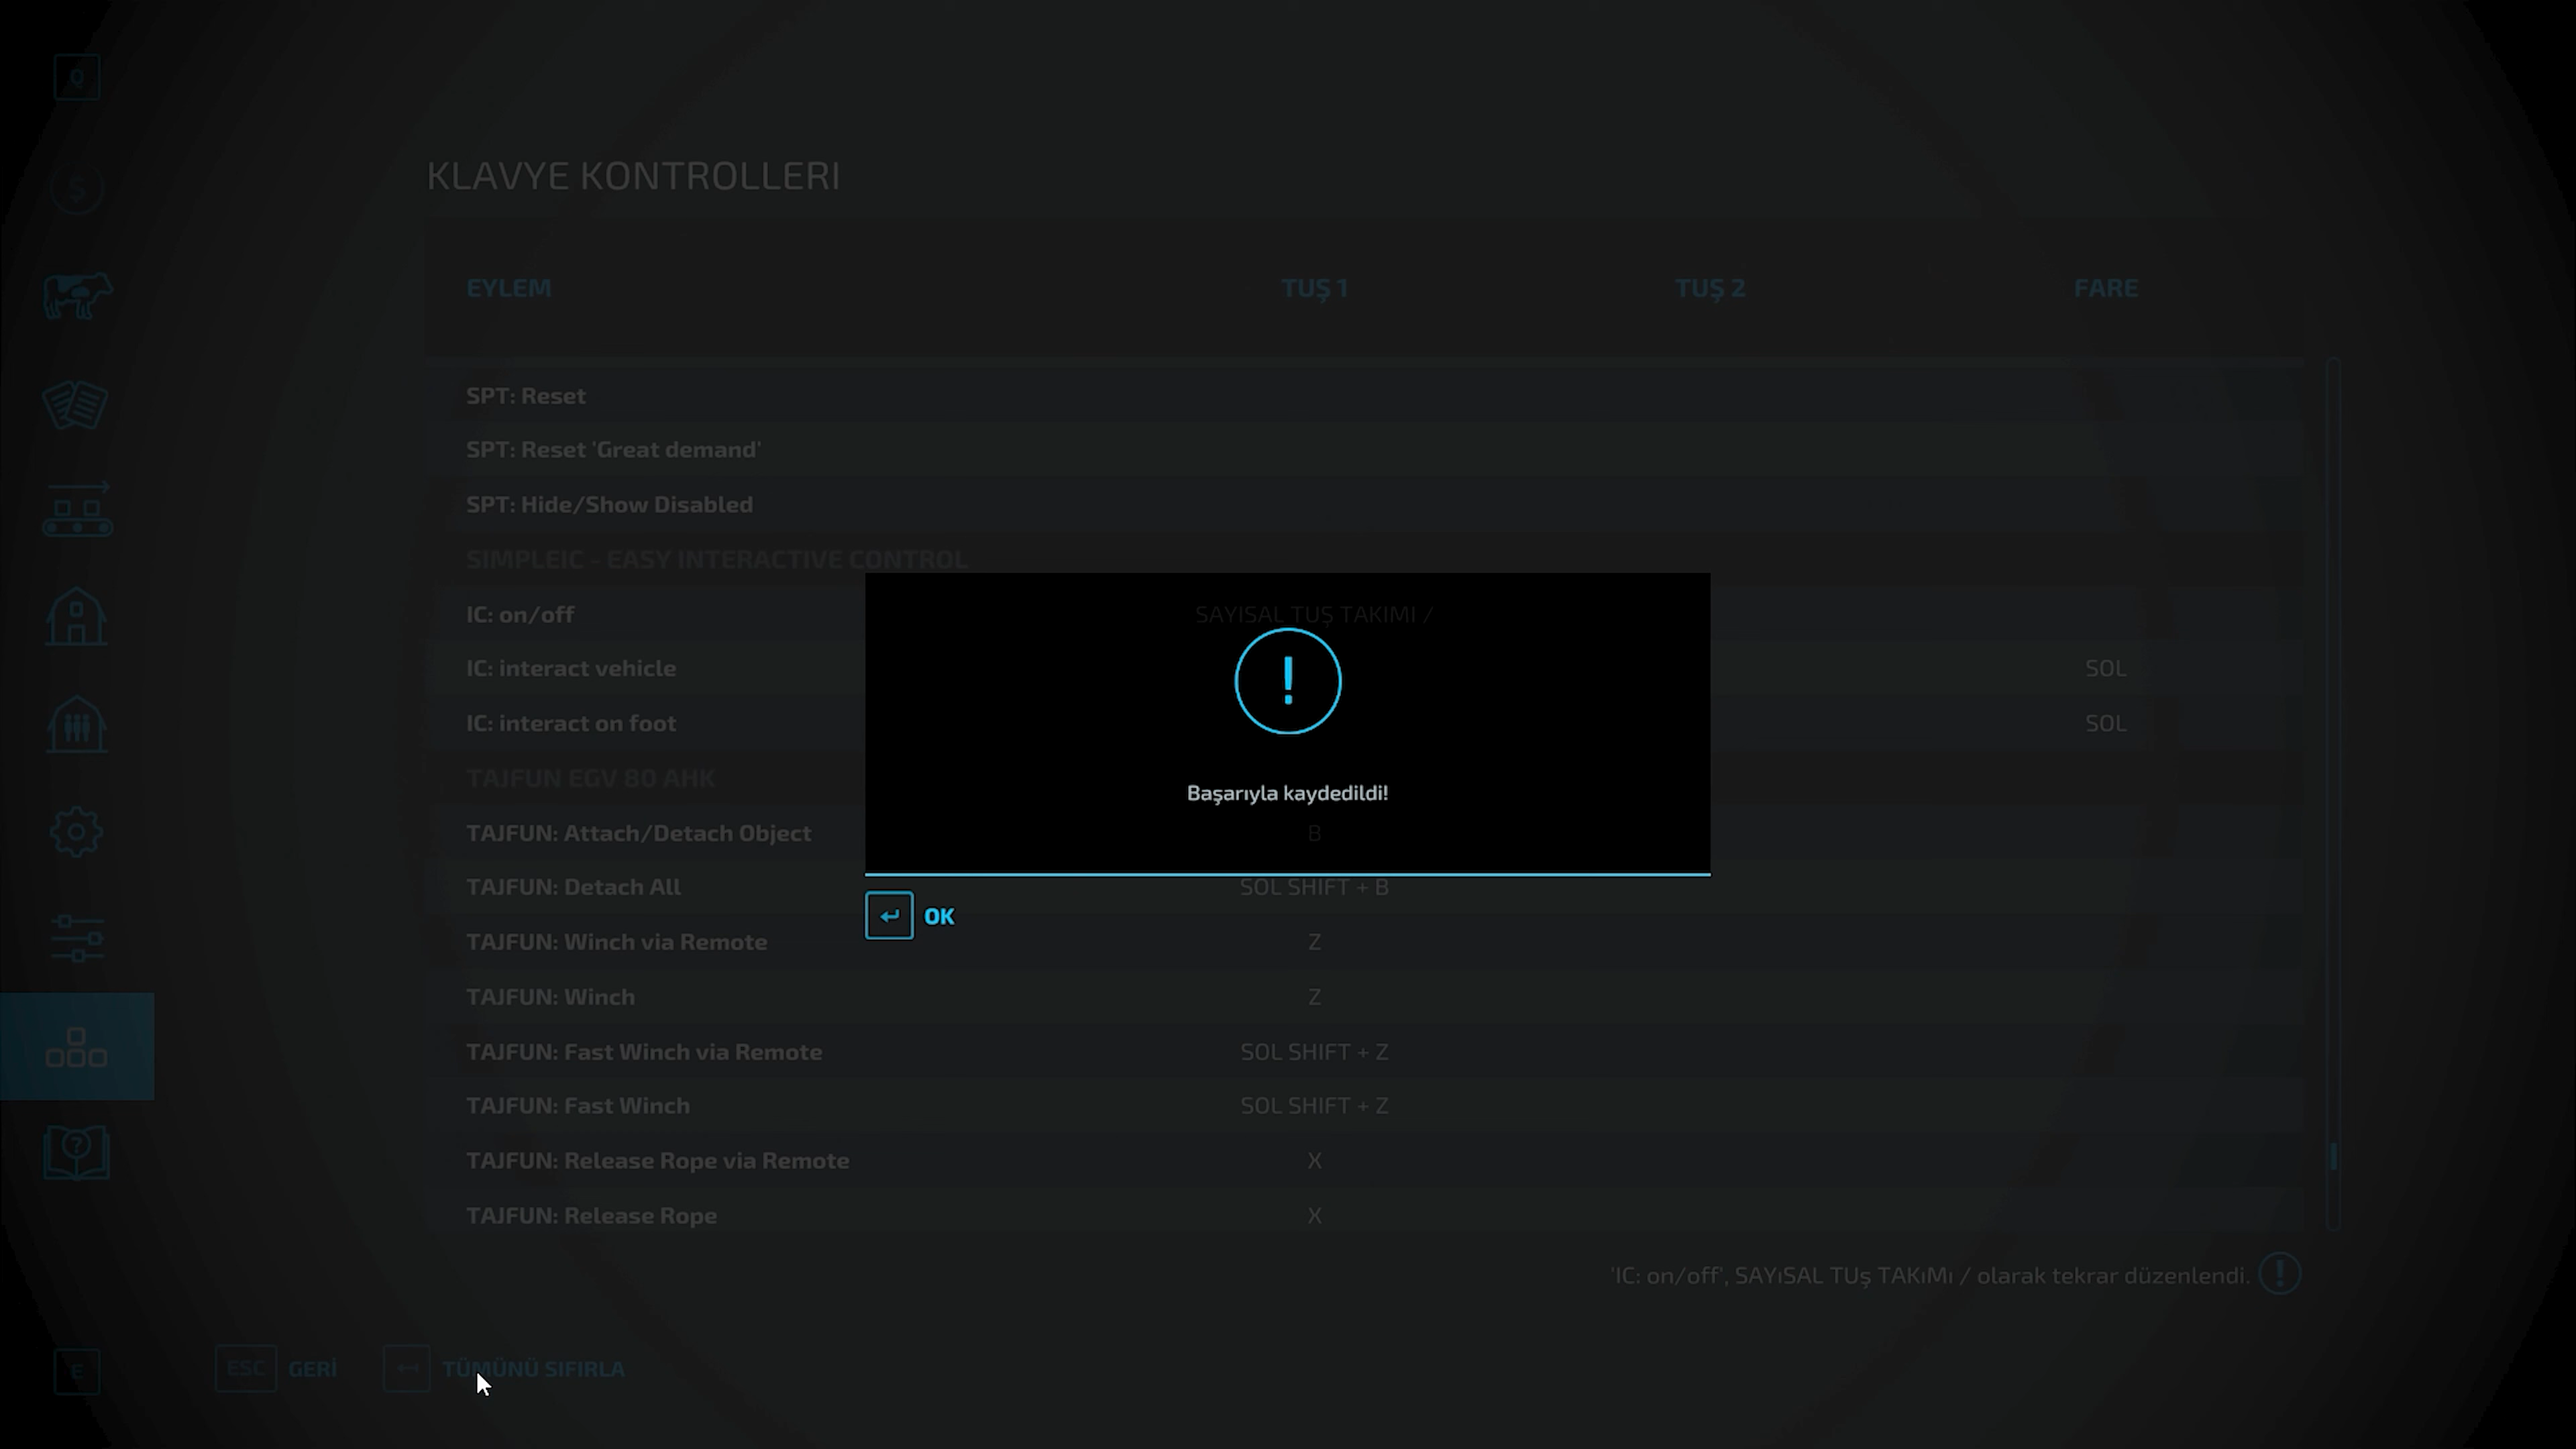 Q
KLAVYE KONTROLLERI
EYLEM TUŞ 1 TUŞ 2 FARE
SPT: Reset
SPT: Reset 'Great demand'
SPT: Hide/Show Disabled
SIMPLEIC - EASY INTERACTIVE CONTROL
IC: on/off SAYISAL TUŞ TAKIMI /
IC: interact vehicle SOL
IC: interact on foot SOL
TAJFUN EGV 80 AHK
Başarıyla kaydedildi!
TAJFUN: Attach/Detach Object B
TAJFUN: Detach All SOL SHIFT + B
OK
TAJFUN: Winch via Remote Z
TAJFUN: Winch Z
TAJFUN: Fast Winch via Remote SOL SHIFT + Z
TAJFUN: Fast Winch SOL SHIFT + Z
TAJFUN: Release Rope via Remote X
TAJFUN: Release Rope X
'IC: on/off', SAYıSAL TUş TAKıMı / olarak tekrar düzenlendi.
E ESC GERİ TÜMÜNÜ SIFIRLA